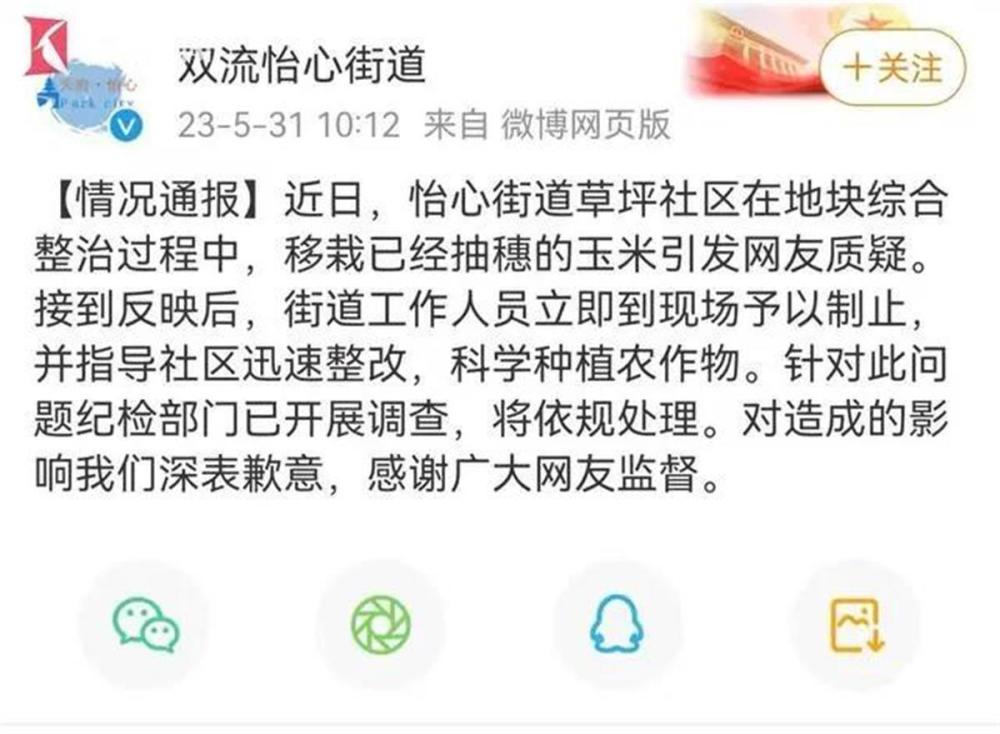 双流怡心街道
+关注
23-5-31 10:12 来自 微博网页版
【情况通报】近日，怡心街道草坪社区在地块综合
整治过程中，移栽已经抽穗的玉米引发网友质疑。
接到反映后，街道工作人员立即到现场予以制止，
并指导社区迅速整改，科学种植农作物。针对此问
题纪检部门已开展调查，将依规处理。对造成的影
响我们深表歉意，感谢广大网友监督。
Park city